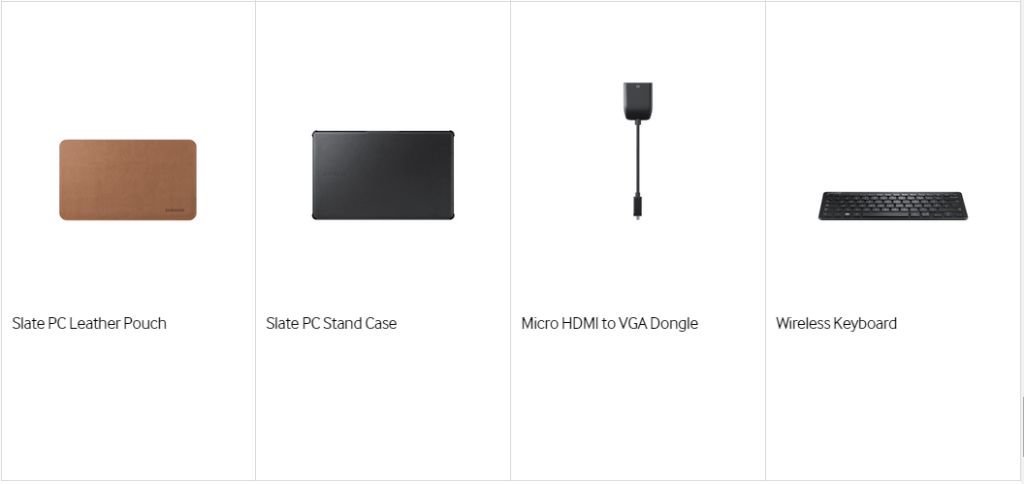 Slate PC Leather Pouch
Slate PC Stand Case
Micro HDMI to VGA Dongle
Wireless Keyboard